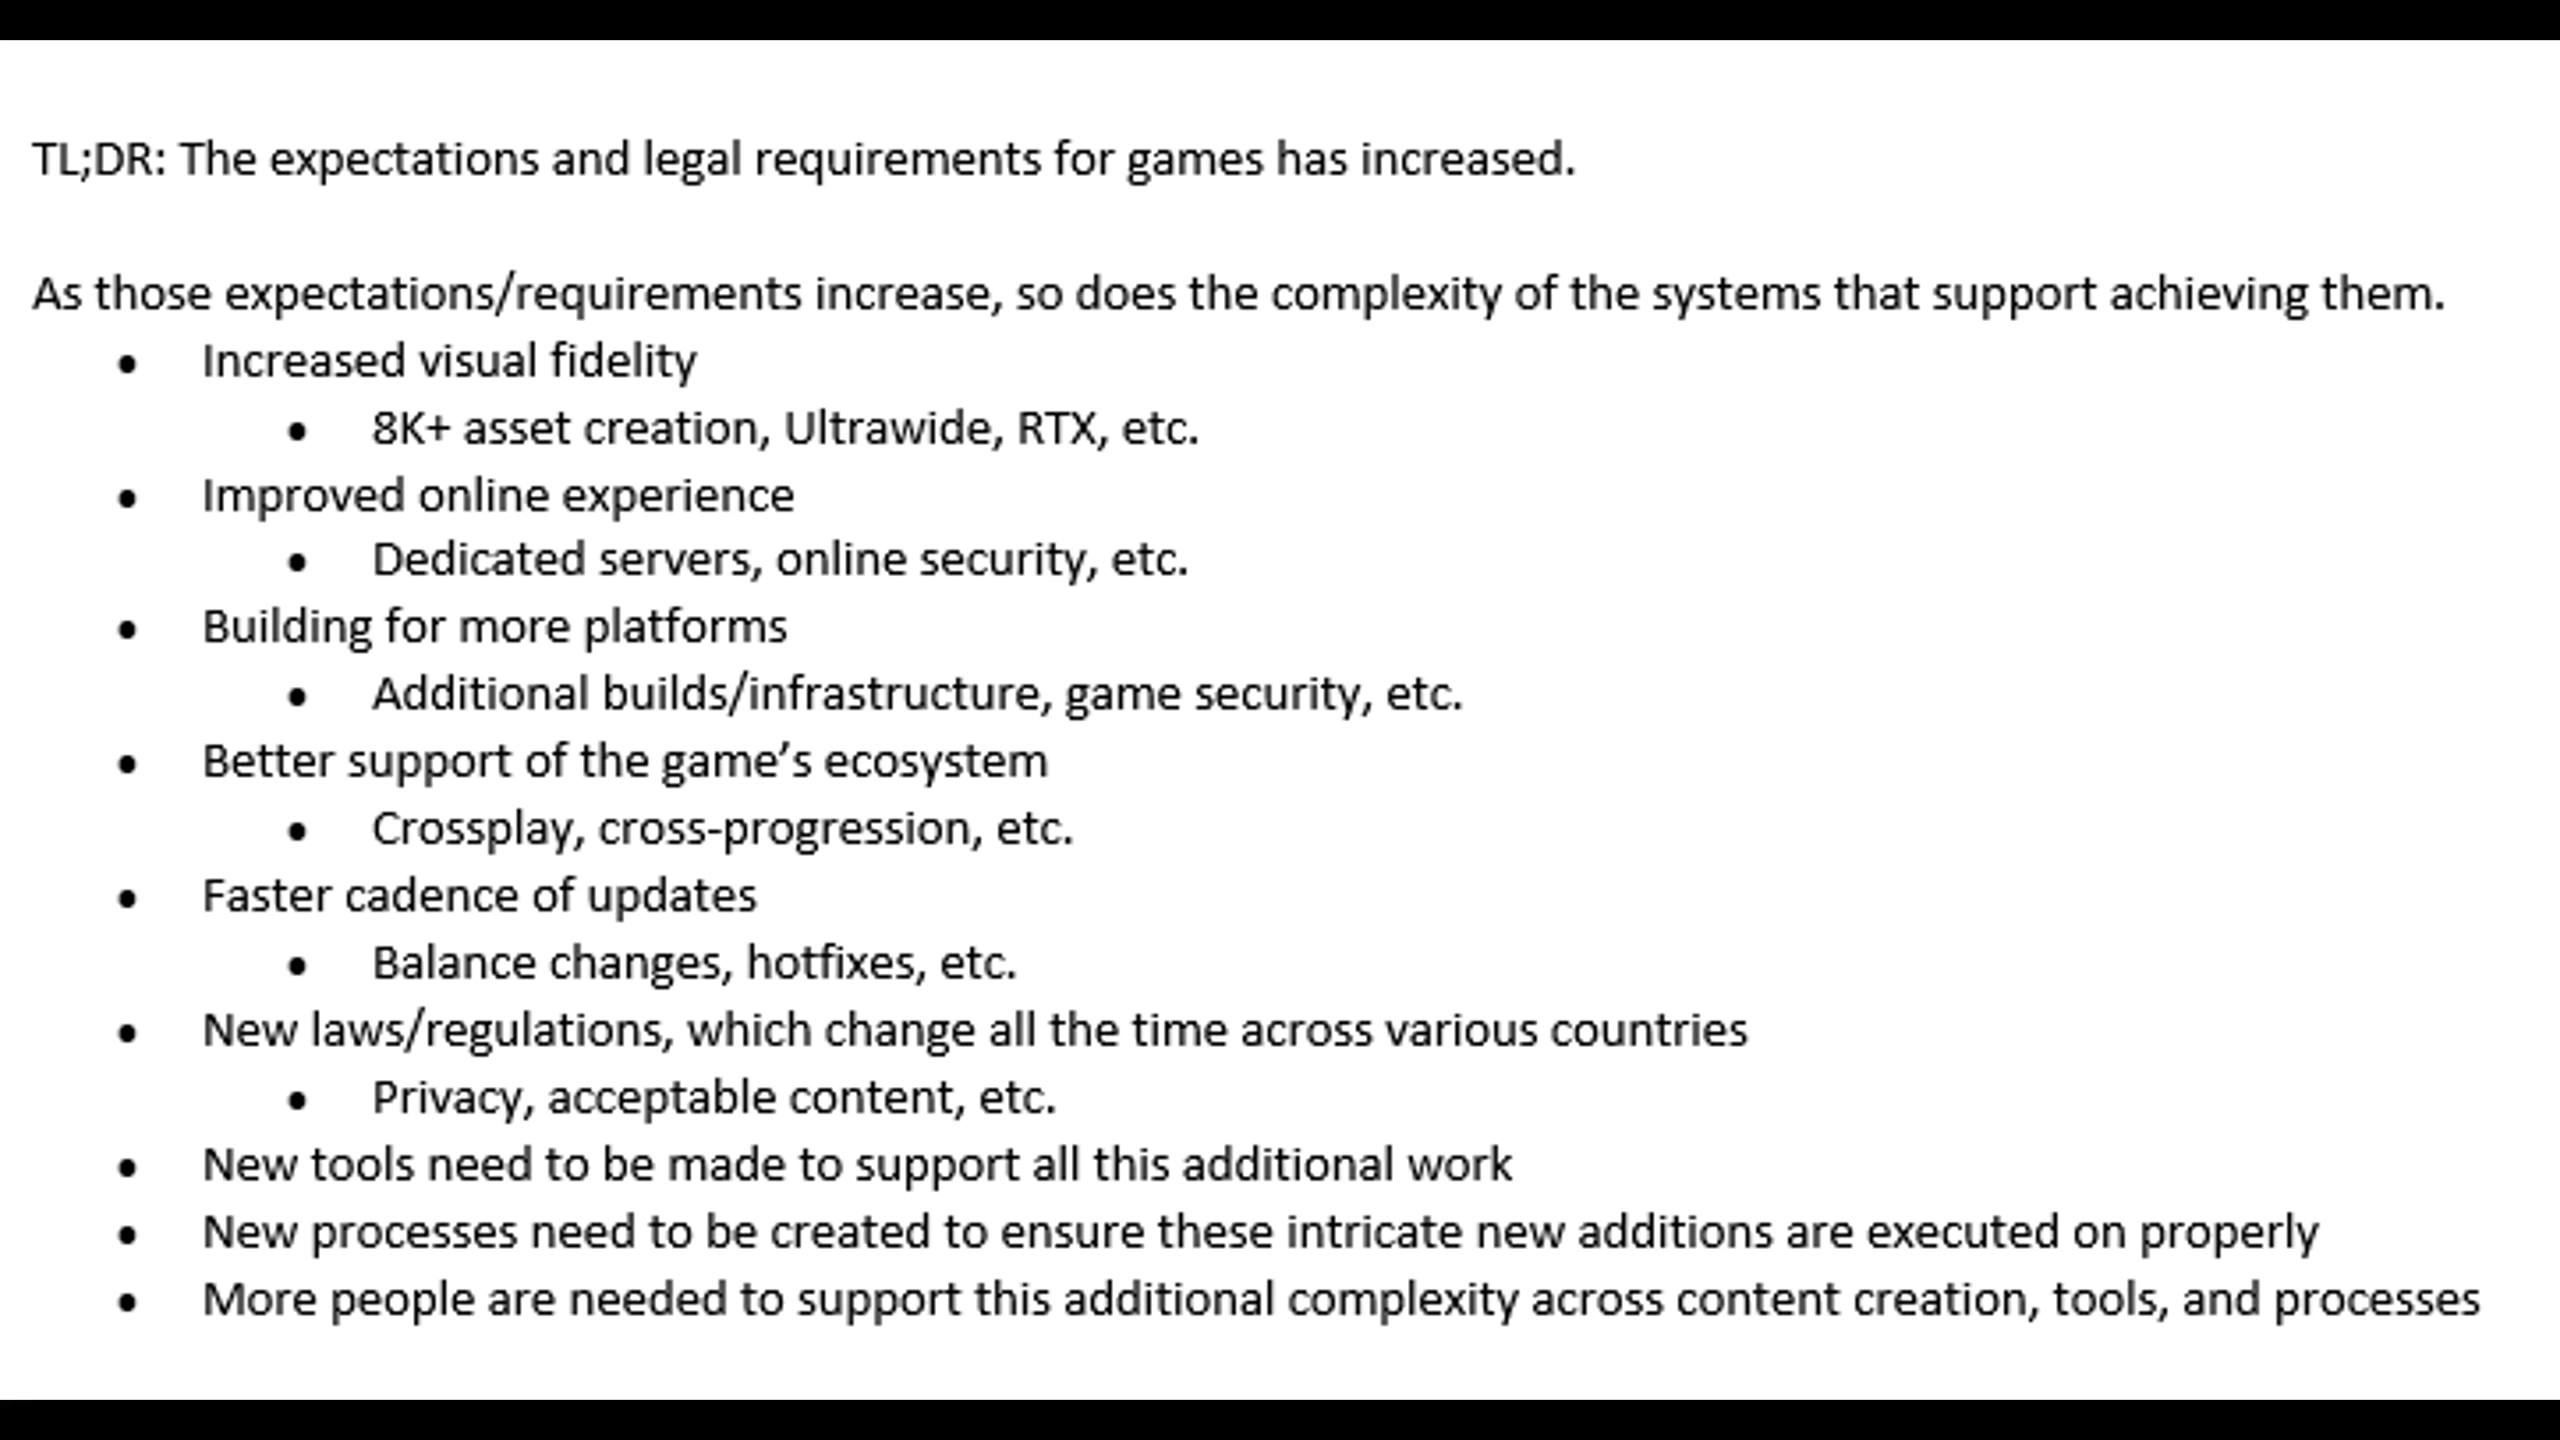 TL;DR: The expectations and legal requirements for games has increased.
As those expectations/requirements increase, so does the complexity of the systems that support achieving them.
• Increased visual fidelity
• 8K+ asset creation, Ultrawide, RTX, etc.
• Improved online experience
• Dedicated servers, online security, etc.
• Building for more platforms
• Additional builds/infrastructure, game security, etc.
• Better support of the game’s ecosystem
• Crossplay, cross-progression, etc.
• Faster cadence of updates
• Balance changes, hotfixes, etc.
• New laws/regulations, which change all the time across various countries
• Privacy, acceptable content, etc.
• New tools need to be made to support all this additional work
• New processes need to be created to ensure these intricate new additions are executed on properly
• More people are needed to support this additional complexity across content creation, tools, and processes